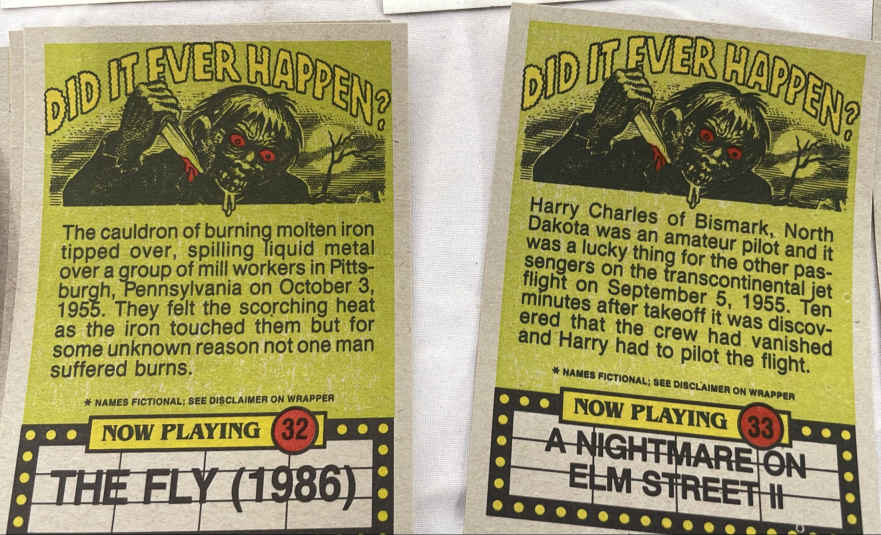 DID IT EVER HAPPEN?
The cauldron of burning molten iron
tipped over, spilling liquid metal
over a group of mill workers in Pitts-
burgh, Pennsylvania on October 3,
1955. They felt the scorching heat
as the iron touched them but for
some unknown reason not one man
suffered burns.
* NAMES FICTIONAL; SEE DISCLAIMER ON WRAPPER
NOW PLAYING 32
THE FLY (1986)
DID IT EVER HAPPEN?
Harry Charles of Bismark, North
Dakota was an amateur pilot and it
was a lucky thing for the other pas-
sengers on the transcontinental jet
flight on September 5, 1955. Ten
minutes after takeoff it was discov-
ered that the crew had vanished
and Harry had to pilot the flight.
* NAMES FICTIONAL; SEE DISCLAIMER ON WRAPPER
NOW PLAYING 33
A NIGHTMARE ON
ELM STREET II